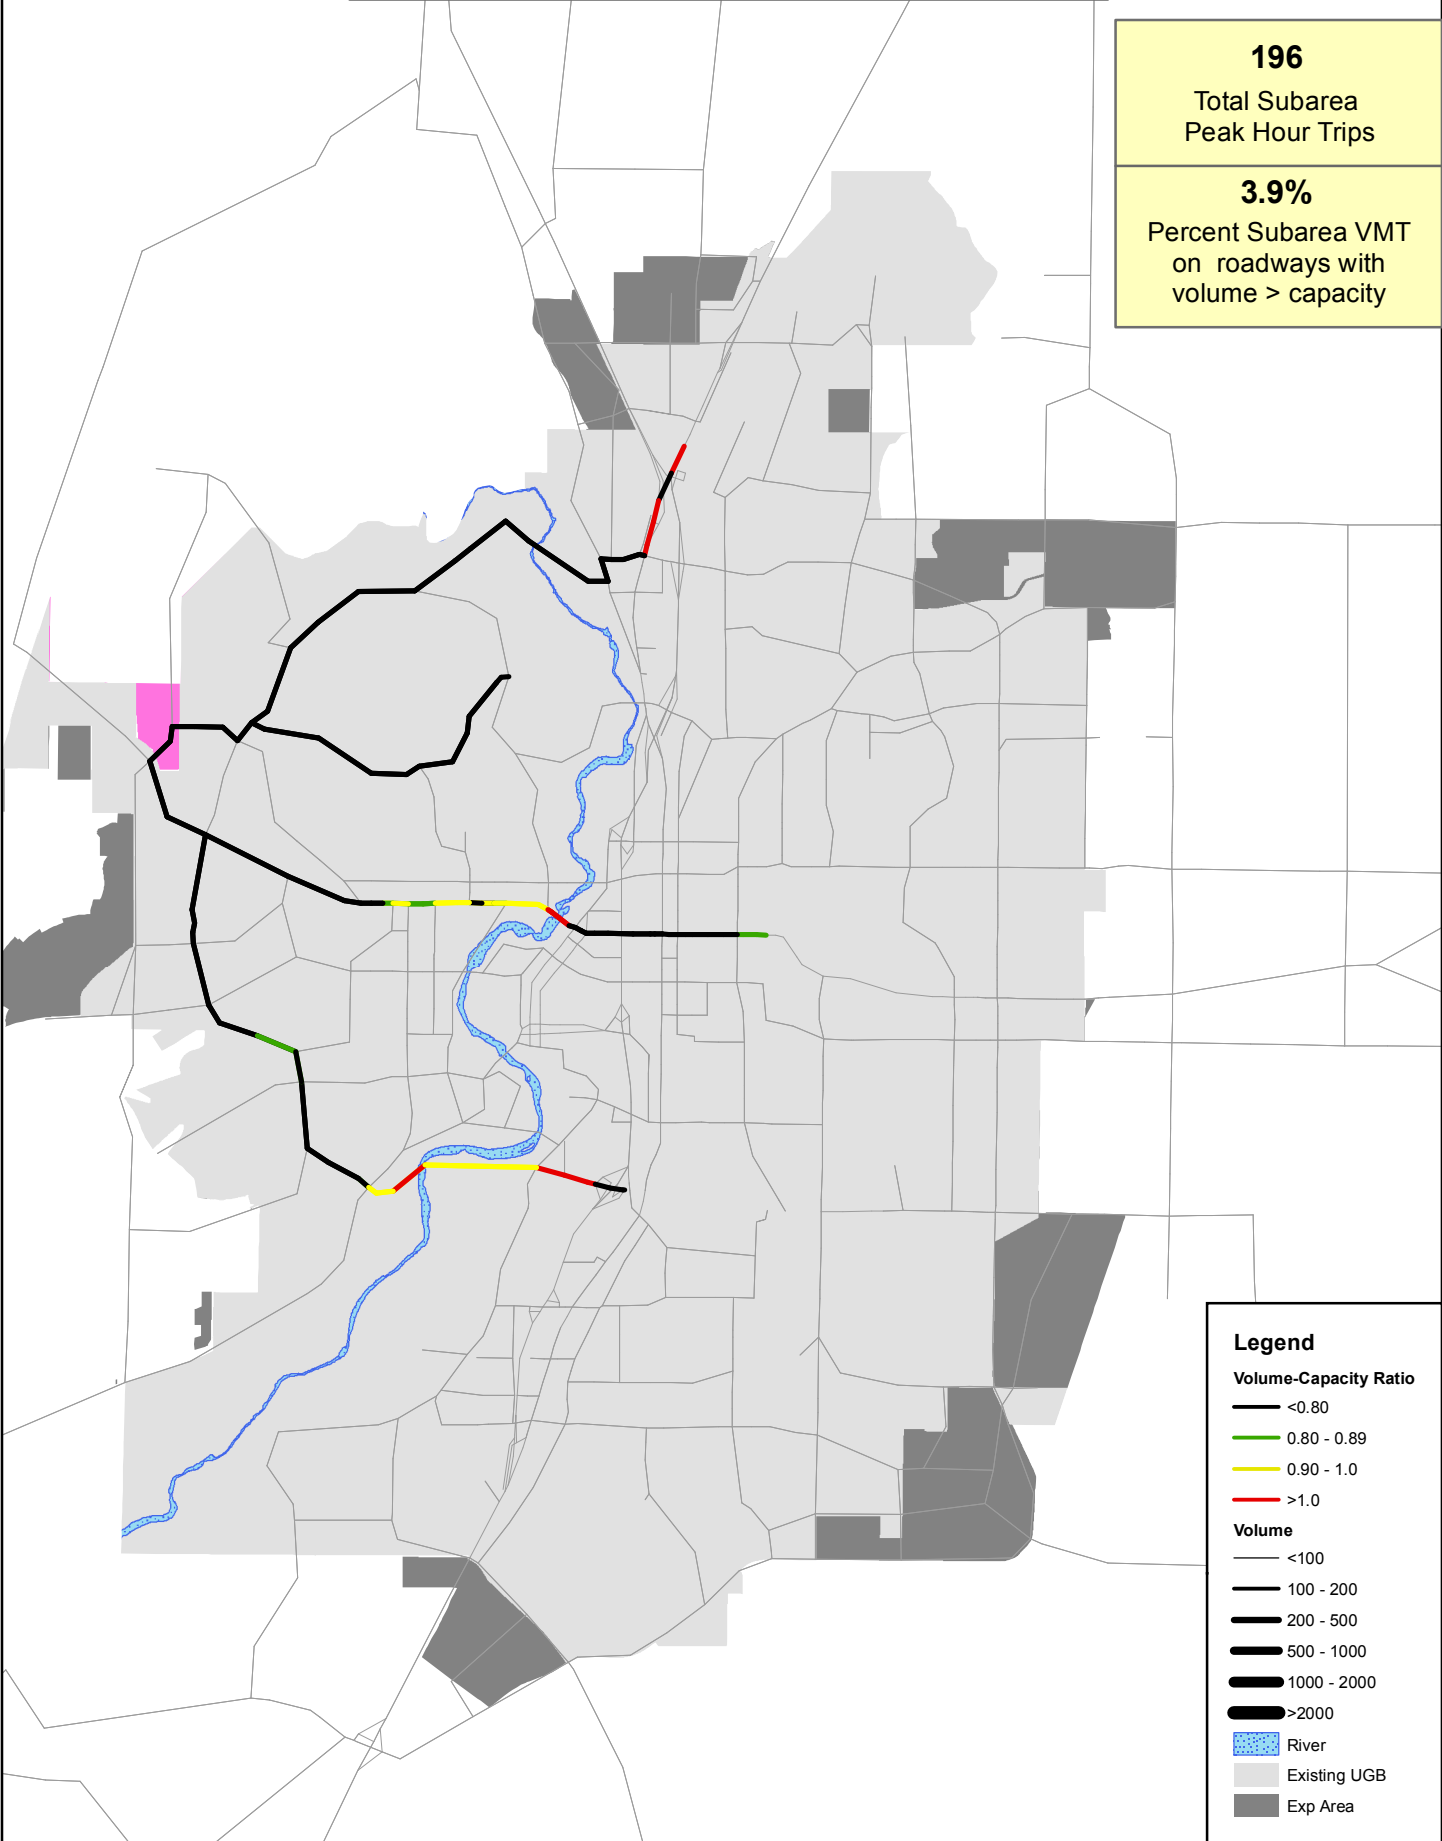 196
Total Subarea
Peak Hour Trips
3.9%
Percent Subarea VMT
on roadways with
volume > capacity
Legend
Volume-Capacity Ratio
<0.80
0.80 - 0.89
0.90 - 1.0
>1.0
Volume
<100
100 - 200
200 - 500
500 - 1000
1000 - 2000
>2000
River
Existing UGB
Exp Area